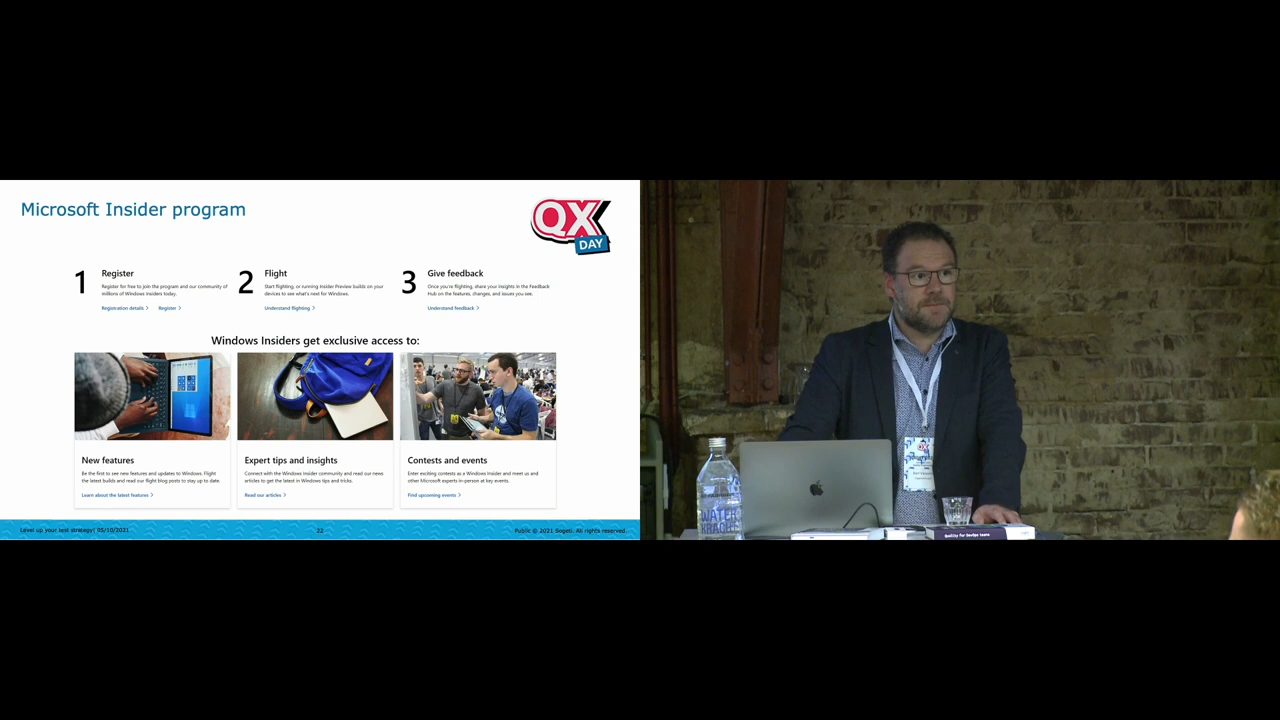 Microsoft Insider program
QX
DAY
1
Register
Register for free to join the program and our community of
millions of Windows Insiders today.
Registration details >
Register >
2
Flight
Start flighting, or running Insider Preview builds on your
devices to see what's next for Windows.
Understand flighting >
3
Give feedback
Once you're flighting, share your insights in the Feedback
Hub on the features, changes, and issues you see.
Understand feedback >
Windows Insiders get exclusive access to:
New features
Be the first to see new features and updates to Windows. Flight
the latest builds and read our flight blog posts to stay up to date.
Learn about the latest features >
Expert tips and insights
Connect with the Windows Insider community and read our news
articles to get the latest in Windows tips and tricks.
Read our articles >
Contests and events
Enter exciting contests as a Windows Insider and meet us and
other Microsoft experts in-person at key events.
Find upcoming events >
Level up your test strategy| 05/10/2021
22
Public © 2021 Sogeti. All rights reserved.
WATER
Quality for DevOps teams